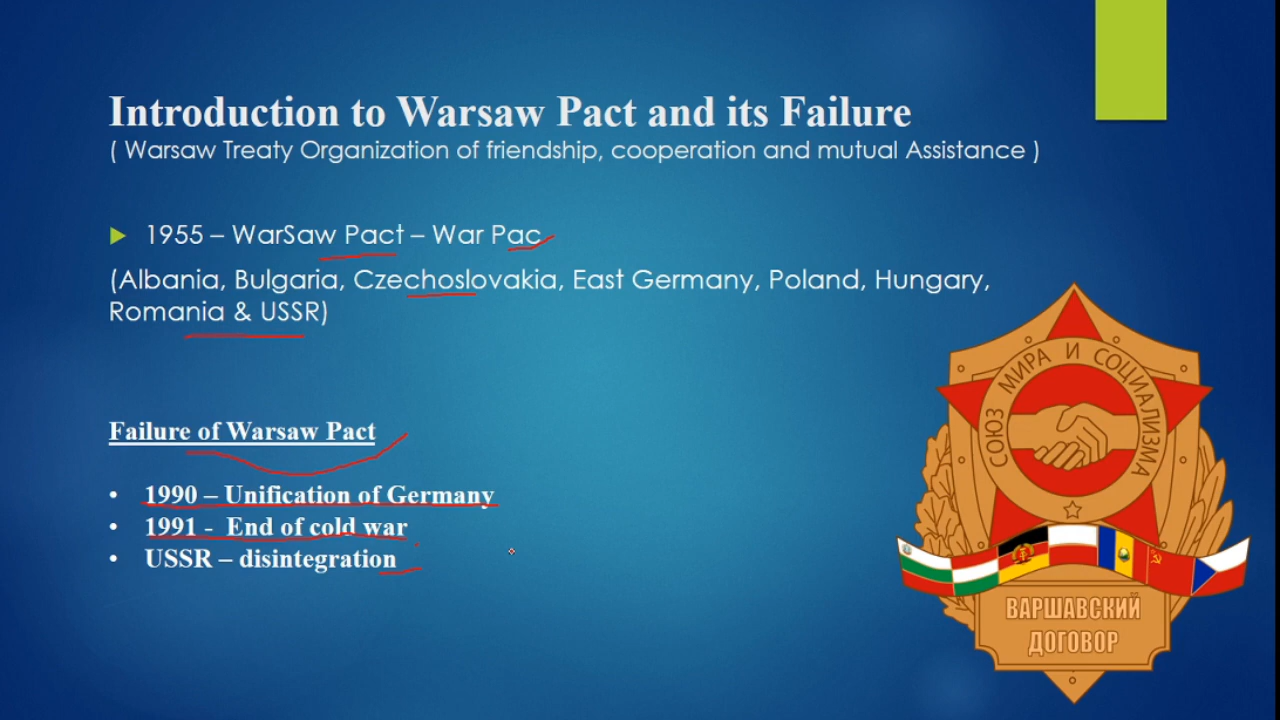 Introduction to Warsaw Pact and its Failure
( Warsaw Treaty Organization of friendship, cooperation and mutual Assistance )
1955 – WarSaw Pact – War Pac
(Albania, Bulgaria, Czechoslovakia, East Germany, Poland, Hungary,
Romania & USSR)
Failure of Warsaw Pact
• 1990 – Unification of Germany
• 1991 - End of cold war
• USSR – disintegration
СОЮЗ МИРА И СОЦИАЛИЗМА
ВАРШАВСКИЙ
ДОГОВОР